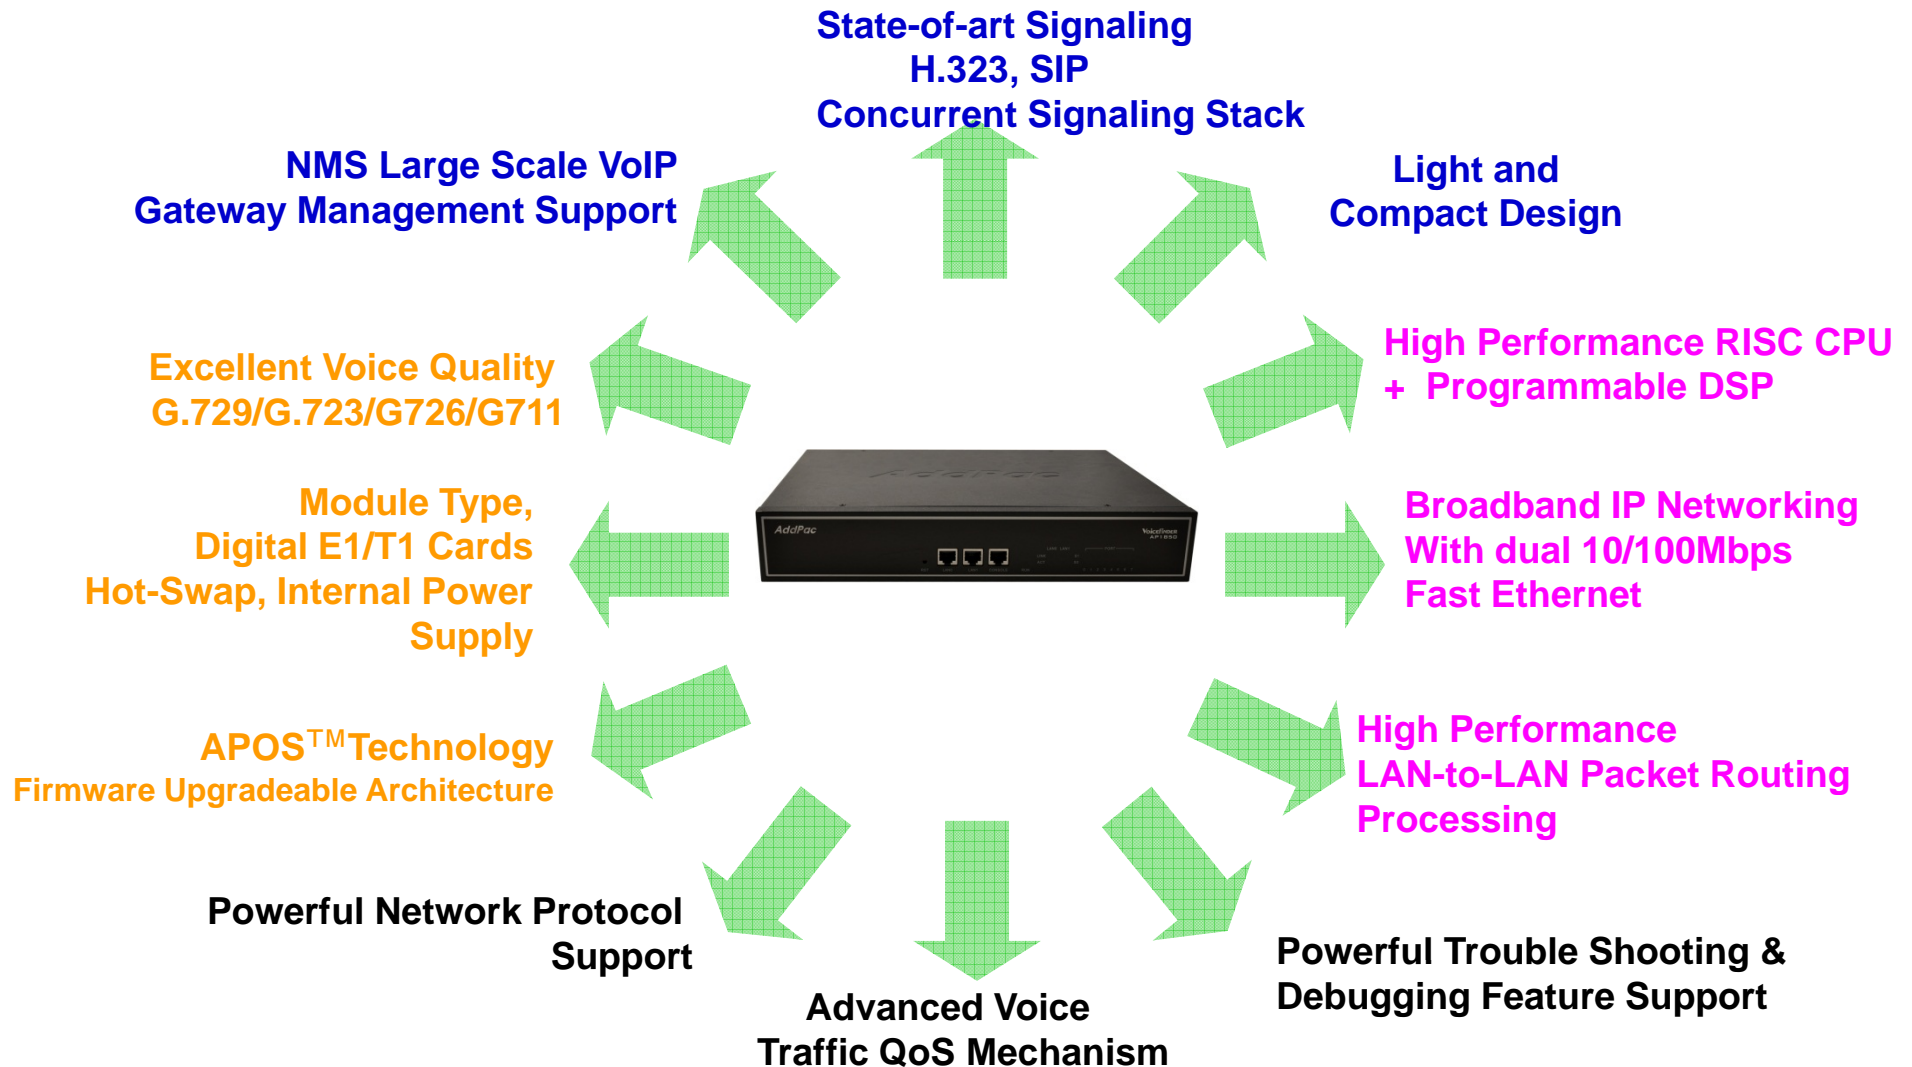 State-of-art Signaling
H.323, SIP
Concurrent Signaling Stack
NMS Large Scale VoIP
Gateway Management Support
Light and
Compact Design
Excellent Voice Quality
G.729/G.723/G726/G711
High Performance RISC CPU
+ Programmable DSP
Module Type,
Digital E1/T1 Cards
Hot-Swap, Internal Power
Supply
AddPac
AddPac
VoiceFinder
AP1850
Broadband IP Networking
With dual 10/100Mbps
Fast Ethernet
APOS™Technology
Firmware Upgradeable Architecture
High Performance
LAN-to-LAN Packet Routing
Processing
Powerful Network Protocol
Support
Advanced Voice
Traffic QoS Mechanism
Powerful Trouble Shooting &
Debugging Feature Support